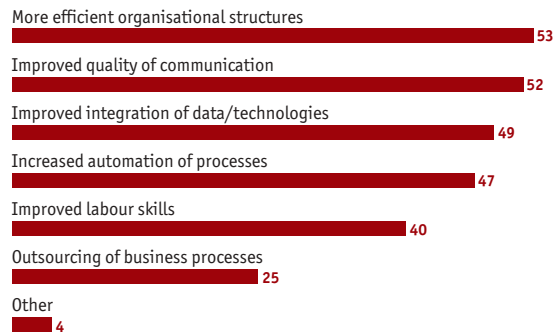 More efficient organisational structures
53
Improved quality of communication
52
Improved integration of data/technologies
49
Increased automation of processes
47
Improved labour skills
40
Outsourcing of business processes
25
Other
4